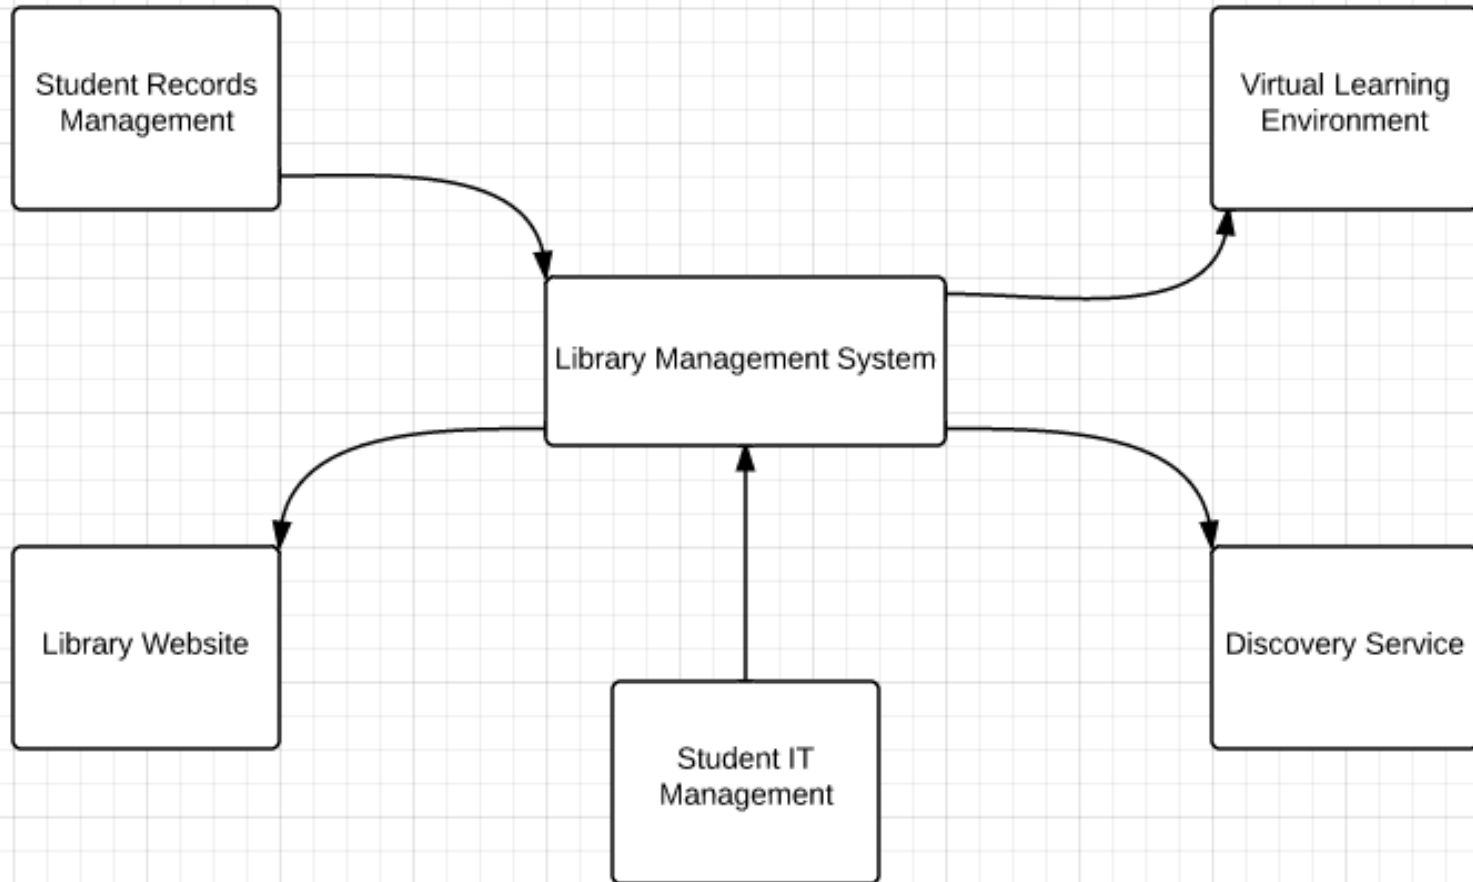 Student Records
Management
Virtual Learning
Environment
Library Management System
Library Website
Discovery Service
Student IT
Management